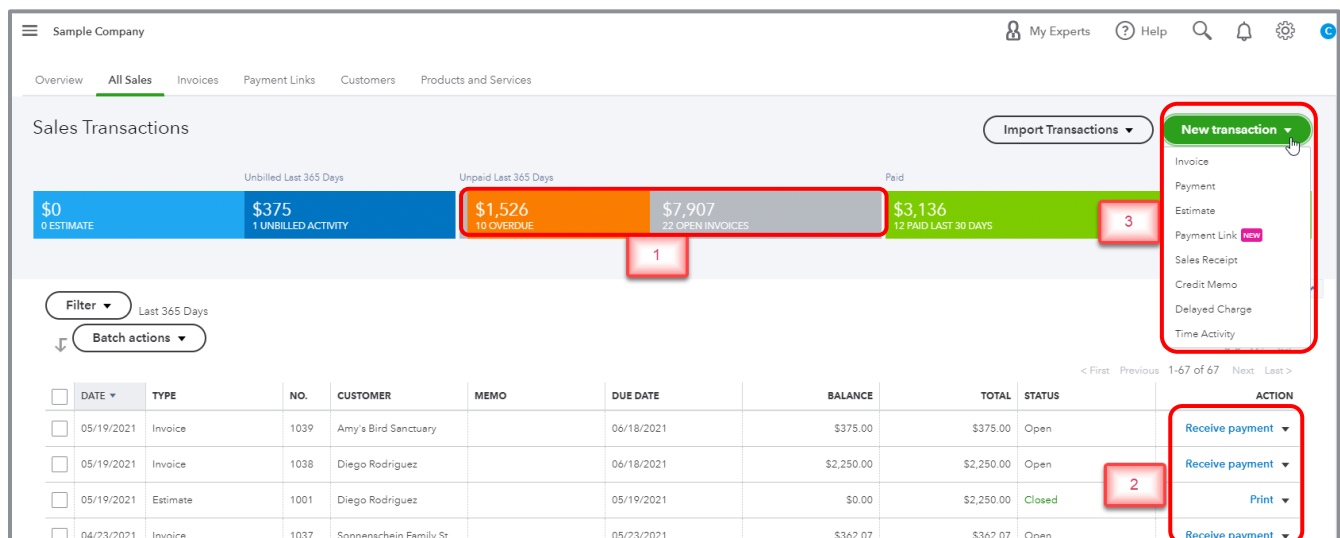 Sample Company
My Experts
Help
C
Overview All Sales Invoices Payment Links Customers Products and Services
Sales Transactions
Import Transactions
New transaction
Invoice
Payment
Estimate
Payment Link NEW
Sales Receipt
Credit Memo
Delayed Charge
Time Activity
Unbilled Last 365 Days
Unpaid Last 365 Days
Paid
$0
0 ESTIMATE
$375
1 UNBILLED ACTIVITY
$1,526
10 OVERDUE
$7,907
22 OPEN INVOICES
$3,136
12 PAID LAST 30 DAYS
3
1
Filter
Last 365 Days
Batch actions
< First Previous 1-67 of 67 Next Last >
DATE TYPE NO. CUSTOMER MEMO DUE DATE BALANCE TOTAL STATUS ACTION
05/19/2021 Invoice 1039 Amy's Bird Sanctuary 06/18/2021 $375.00 $375.00 Open Receive payment
05/19/2021 Invoice 1038 Diego Rodriguez 06/18/2021 $2,250.00 $2,250.00 Open Receive payment
2
05/19/2021 Estimate 1001 Diego Rodriguez 05/19/2021 $0.00 $2,250.00 Closed Print
04/23/2021 Invoice 1037 Sonnenschein Family St 05/23/2021 $362.07 $362.07 Open Receive payment